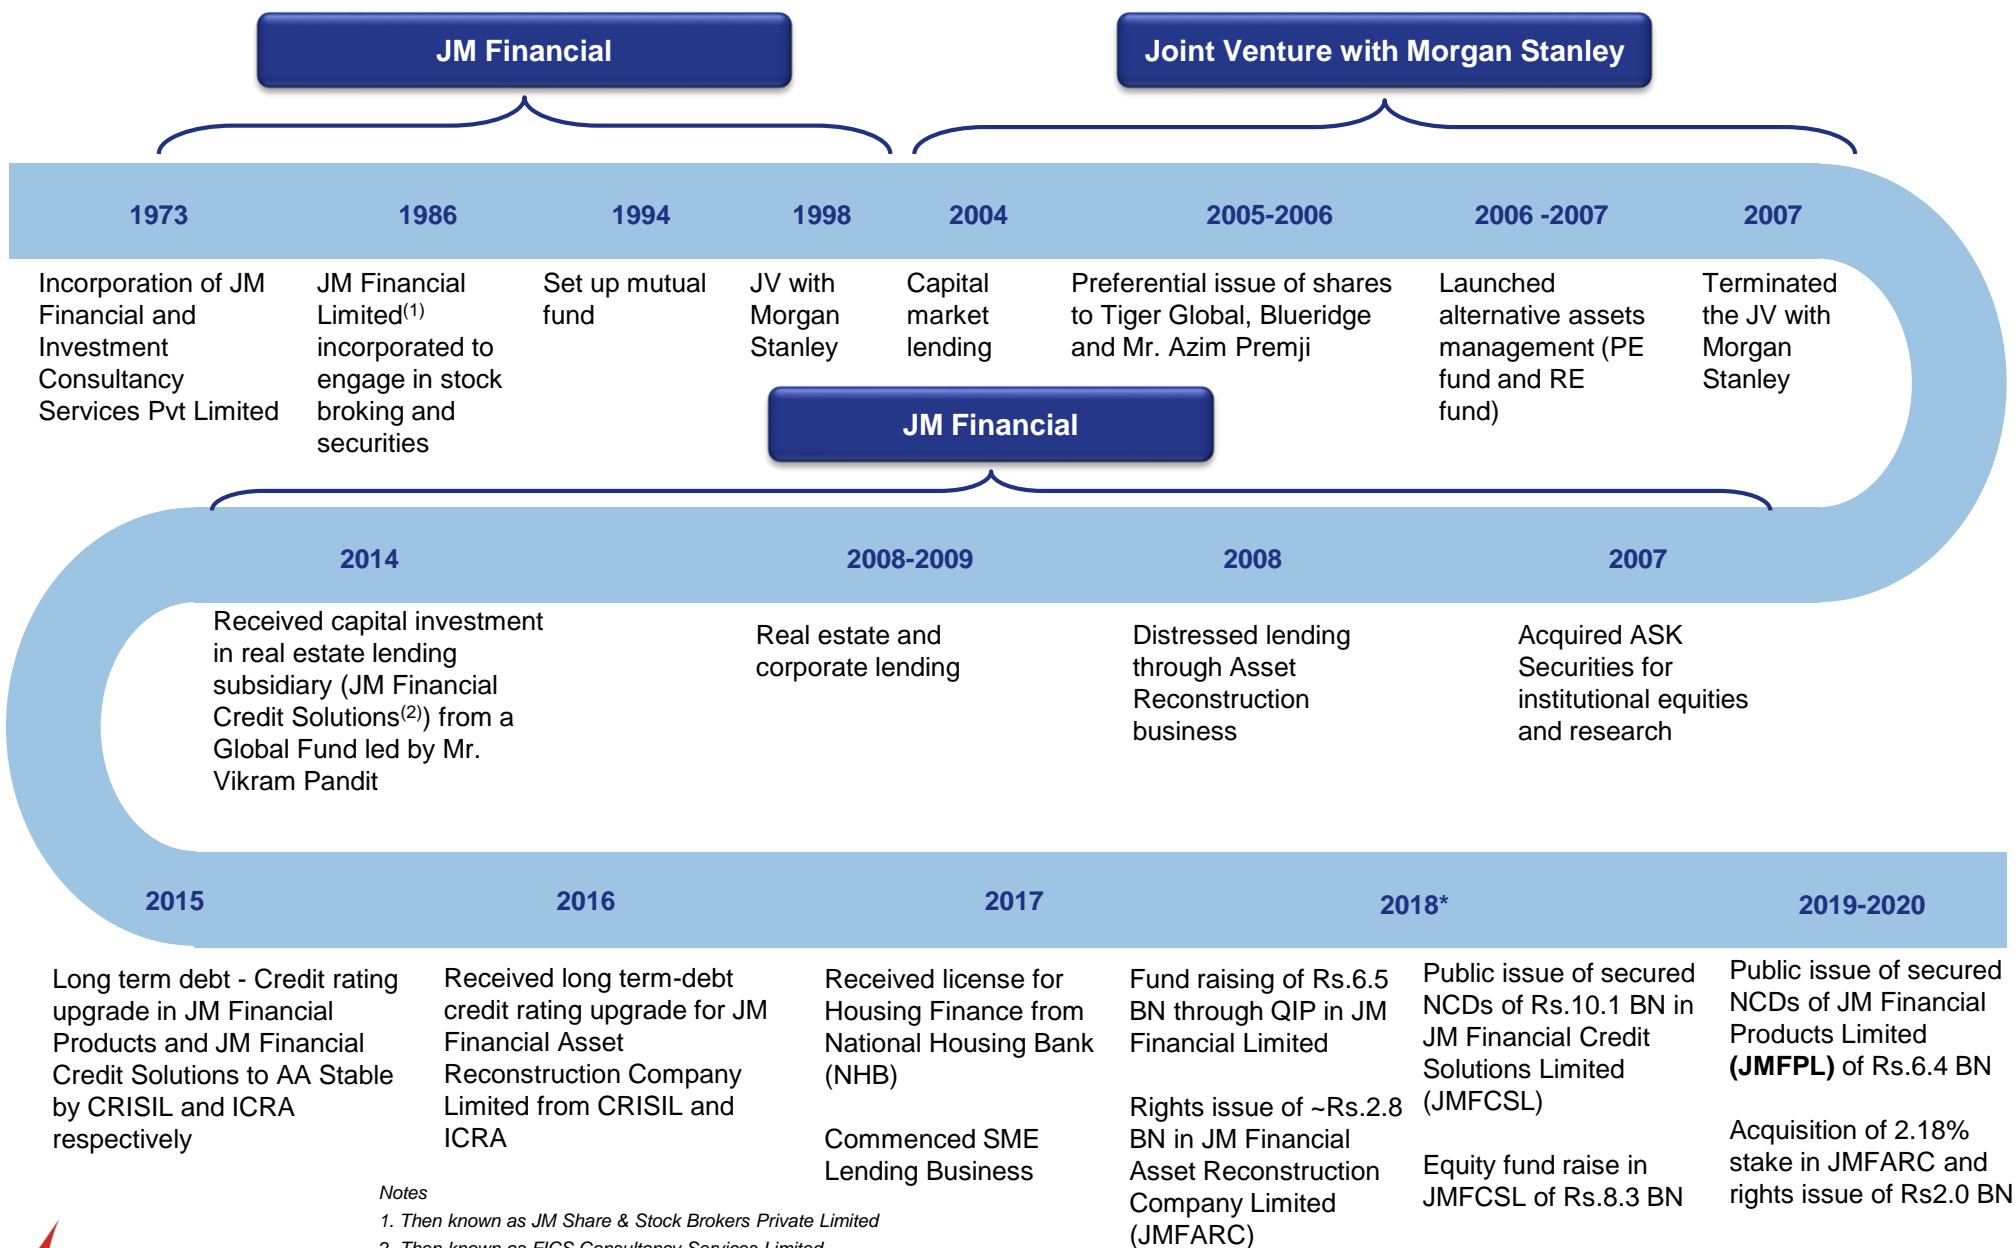 JM Financial
Joint Venture with Morgan Stanley
1973
1986
1994
1998
2004
2005-2006
2006 -2007
2007
Incorporation of JM
Financial and
Investment
Consultancy
Services Pvt Limited
JM Financial
Limited(1)
incorporated to
engage in stock
broking and
securities
Set up mutual
fund
JV with
Morgan
Stanley
Capital
market
lending
Preferential issue of shares
to Tiger Global, Blueridge
and Mr. Azim Premji
Launched
alternative assets
management (PE
fund and RE
fund)
Terminated
the JV with
Morgan
Stanley
JM Financial
2014
2008-2009
2008
2007
Received capital investment
in real estate lending
subsidiary (JM Financial
Credit Solutions(2)) from a
Global Fund led by Mr.
Vikram Pandit
Real estate and
corporate lending
Distressed lending
through Asset
Reconstruction
business
Acquired ASK
Securities for
institutional equities
and research
2015
2016
2017
2018*
2019-2020
Long term debt - Credit rating
upgrade in JM Financial
Products and JM Financial
Credit Solutions to AA Stable
by CRISIL and ICRA
respectively
Received long term-debt
credit rating upgrade for JM
Financial Asset
Reconstruction Company
Limited from CRISIL and
ICRA
Received license for
Housing Finance from
National Housing Bank
(NHB)
Commenced SME
Lending Business
Fund raising of Rs.6.5
BN through QIP in JM
Financial Limited
Rights issue of ~Rs.2.8
BN in JM Financial
Asset Reconstruction
Company Limited
(JMFARC)
Public issue of secured
NCDs of Rs.10.1 BN in
JM Financial Credit
Solutions Limited
(JMFCSL)
Equity fund raise in
JMFCSL of Rs.8.3 BN
Public issue of secured
NCDs of JM Financial
Products Limited
(JMFPL) of Rs.6.4 BN
Acquisition of 2.18%
stake in JMFARC and
rights issue of Rs2.0 BN
Notes
1. Then known as JM Share & Stock Brokers Private Limited
2. Then known as FICS Consultancy Services Limited